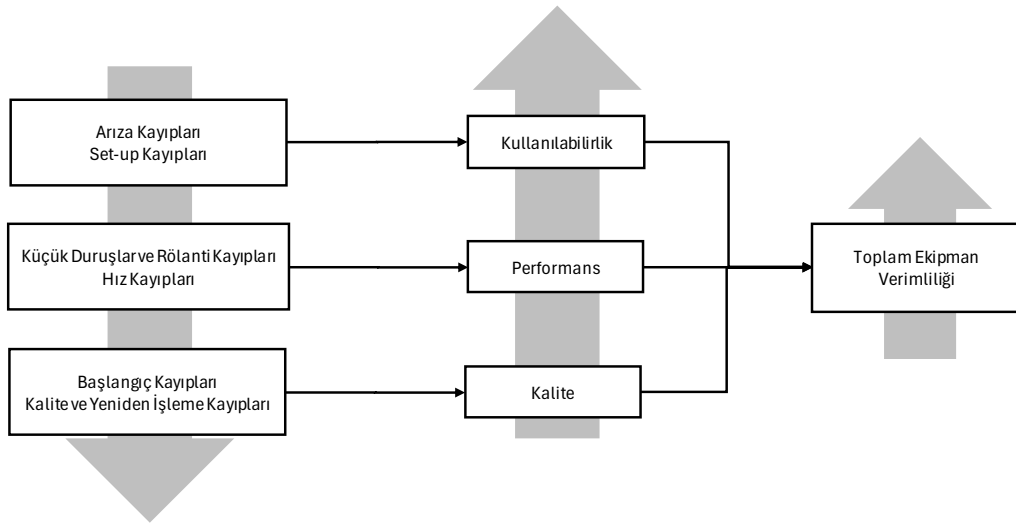 Arıza Kayıpları
Set-up Kayıpları
Kullanılabilirlik
Küçük Duruşlar ve Rölanti Kayıpları
Hız Kayıpları
Performans
Toplam Ekipman
Verimliliği
Başlangıç Kayıpları
Kalite ve Yeniden İşleme Kayıpları
Kalite